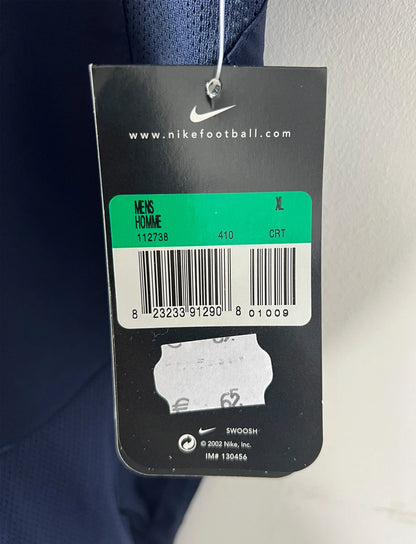 www.nikefootball.com
MENS XL
HOMME
112738 410 CRT
8 23233 91290 8 01009
€ 65
SWOOSH
© 2002 Nike, Inc.
IM# 130456